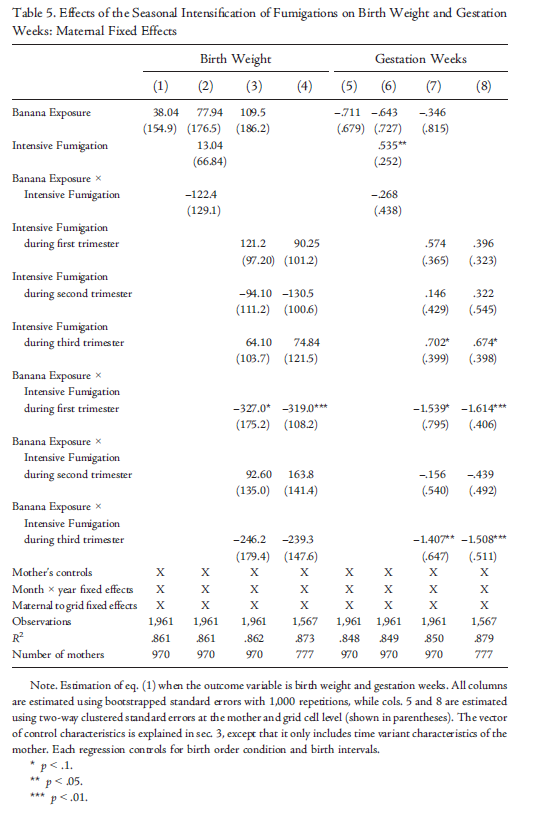 Table 5. Effects of the Seasonal Intensification of Fumigations on Birth Weight and Gestation
Weeks: Maternal Fixed Effects
Birth Weight Gestation Weeks
(1) (2) (3) (4) (5) (6) (7) (8)
Banana Exposure 38.04 77.94 109.5 −.711 −.643 −.346
(154.9) (176.5) (186.2) (.679) (.727) (.815)
Intensive Fumigation 13.04 .535**
(66.84) (.252)
Banana Exposure ×
Intensive Fumigation −122.4 −.268
(129.1) (.438)
Intensive Fumigation
during first trimester 121.2 90.25 .574 .396
(97.20) (101.2) (.365) (.323)
Intensive Fumigation
during second trimester −94.10 −130.5 .146 .322
(111.2) (100.6) (.429) (.545)
Intensive Fumigation
during third trimester 64.10 74.84 .702* .674*
(103.7) (121.5) (.399) (.398)
Banana Exposure ×
Intensive Fumigation
during first trimester −327.0* −319.0*** −1.539* −1.614***
(175.2) (108.2) (.795) (.406)
Banana Exposure ×
Intensive Fumigation
during second trimester 92.60 163.8 −.156 −.439
(135.0) (141.4) (.540) (.492)
Banana Exposure ×
Intensive Fumigation
during third trimester −246.2 −239.3 −1.407** −1.508***
(179.4) (147.6) (.647) (.511)
Mother's controls X X X X X X X X
Month × year fixed effects X X X X X X X X
Maternal to grid fixed effects X X X X X X X X
Observations 1,961 1,961 1,961 1,567 1,961 1,961 1,961 1,567
R² .861 .861 .862 .873 .848 .849 .850 .879
Number of mothers 970 970 970 777 970 970 970 777
Note. Estimation of eq. (1) when the outcome variable is birth weight and gestation weeks. All columns
are estimated using bootstrapped standard errors with 1,000 repetitions, while cols. 5 and 8 are estimated
using two-way clustered standard errors at the mother and grid cell level (shown in parentheses). The vector
of control characteristics is explained in sec. 3, except that it only includes time variant characteristics of the
mother. Each regression controls for birth order condition and birth intervals.
* p < .1.
** p < .05.
*** p < .01.